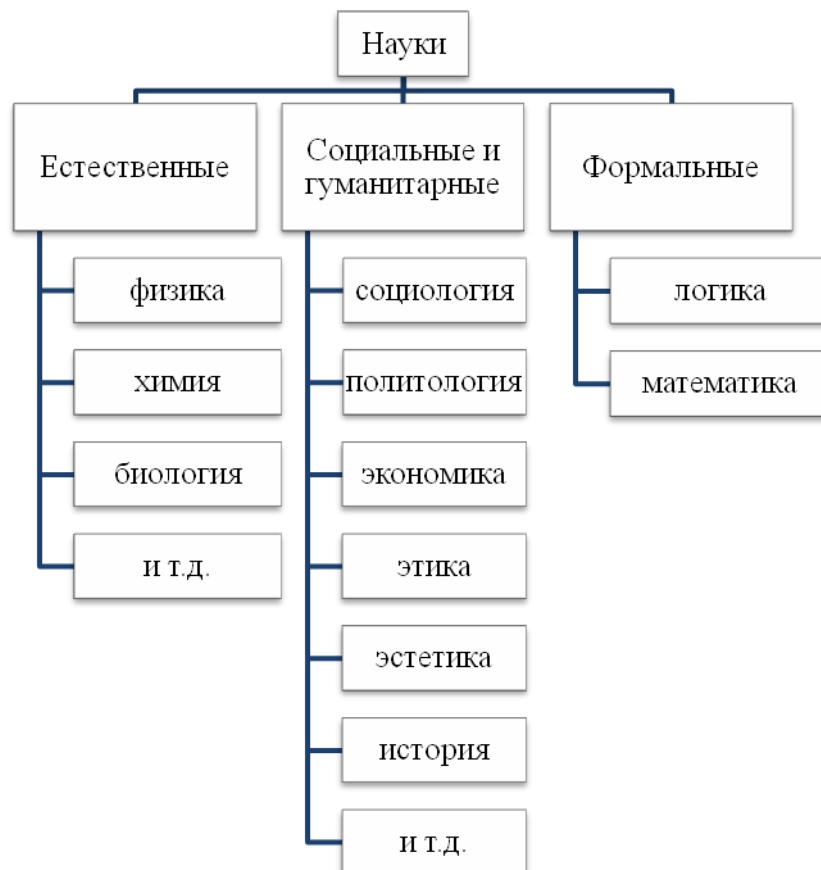 Науки
Естественные
физика
химия
биология
и т.д.
Социальные и
гуманитарные
социология
политология
экономика
этика
эстетика
история
и т.д.
Формальные
логика
математика